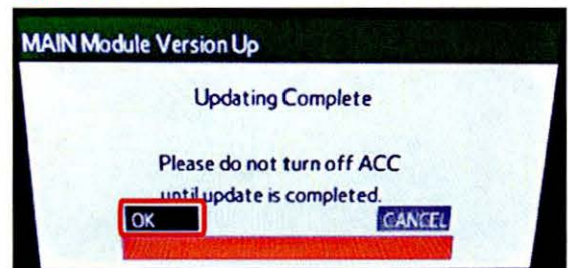 MAIN Module Version Up
Updating Complete
Please do not turn off ACC
until update is completed.
OK CANCEL